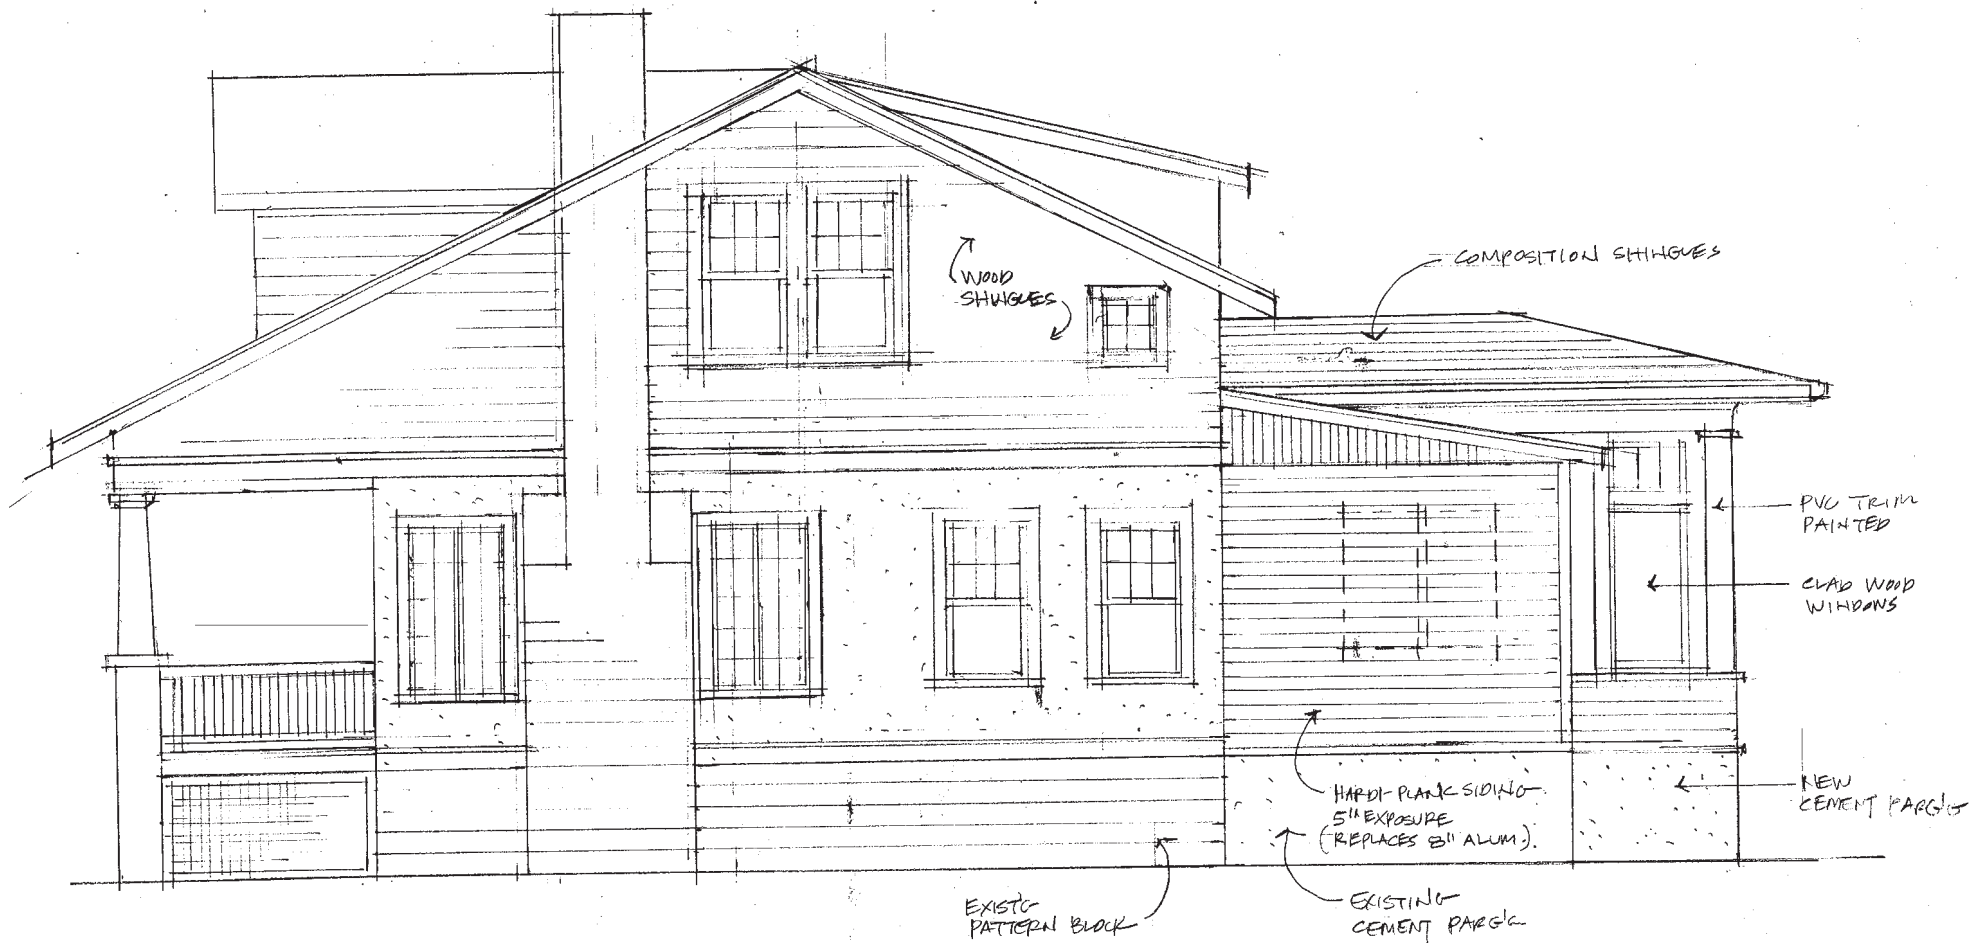 COMPOSITION SHINGLES
WOOD
SHINGLES
PVC TRIM
PAINTED
CLAD WOOD
WINDOWS
HARDI-PLANK SIDING
5" EXPOSURE
(REPLACES 8" ALUM.).
NEW
CEMENT PARG'G
EXIST'G
PATTERN BLOCK
EXISTING
CEMENT PARG'G